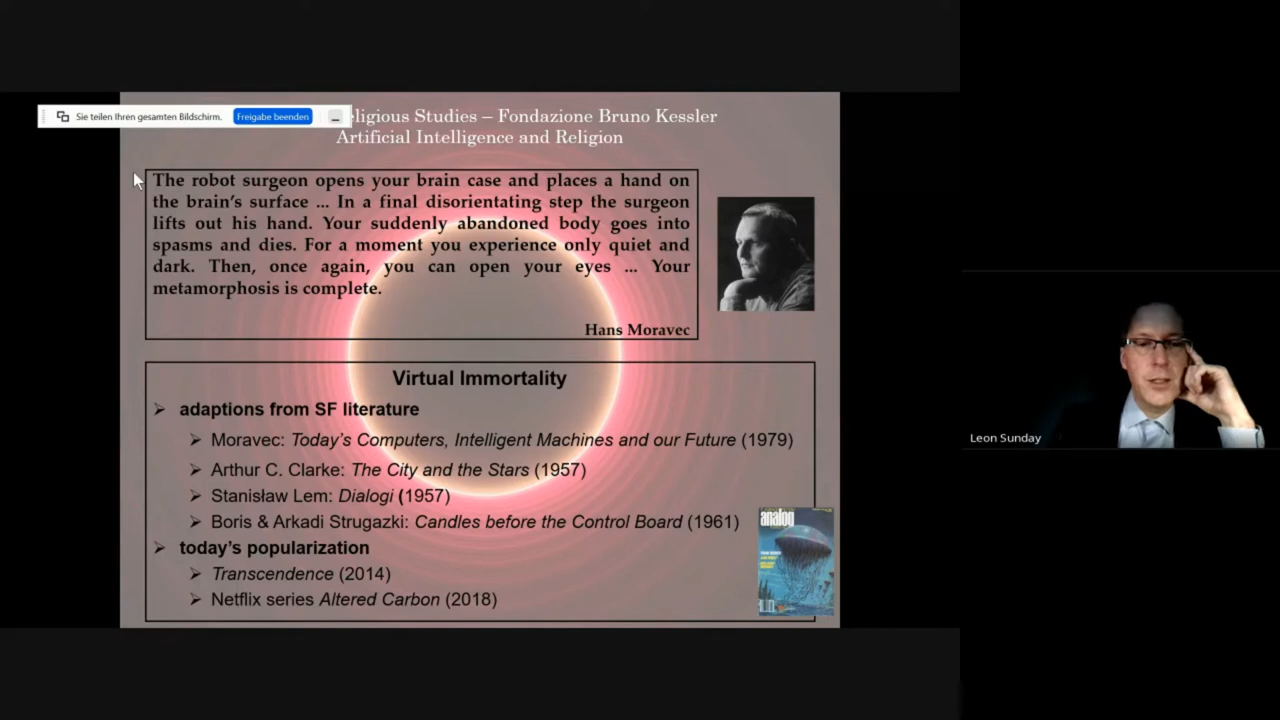 Sie teilen Ihren gesamten Bildschirm. Freigabe beenden
eligious Studies – Fondazione Bruno Kessler
Artificial Intelligence and Religion
The robot surgeon opens your brain case and places a hand on
the brain's surface ... In a final disorientating step the surgeon
lifts out his hand. Your suddenly abandoned body goes into
spasms and dies. For a moment you experience only quiet and
dark. Then, once again, you can open your eyes ... Your
metamorphosis is complete.
Hans Moravec
Virtual Immortality
➢ adaptions from SF literature
➢ Moravec: Today's Computers, Intelligent Machines and our Future (1979)
➢ Arthur C. Clarke: The City and the Stars (1957)
➢ Stanisław Lem: Dialogi (1957)
➢ Boris & Arkadi Strugazki: Candles before the Control Board (1961)
➢ today's popularization
➢ Transcendence (2014)
➢ Netflix series Altered Carbon (2018)
analog
Leon Sunday